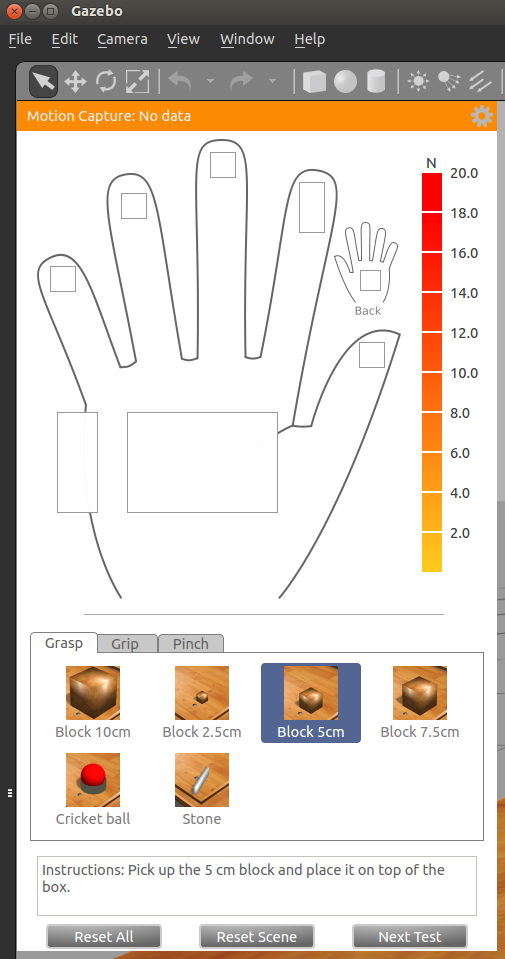 Gazebo
File Edit Camera View Window Help
Motion Capture: No data
N
20.0
18.0
16.0
14.0
12.0
10.0
8.0
6.0
4.0
2.0
Back
Grasp Grip Pinch
Block 10cm Block 2.5cm Block 5cm Block 7.5cm
Cricket ball Stone
Instructions: Pick up the 5 cm block and place it on top of the
box.
Reset All Reset Scene Next Test